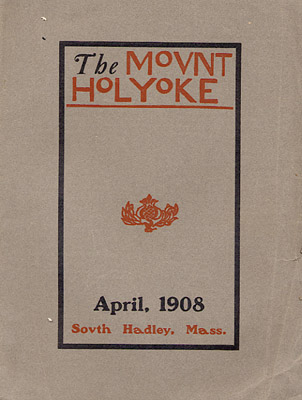 The MOVNT
HOLYOKE
April, 1908
Sovth Hadley, Mass.